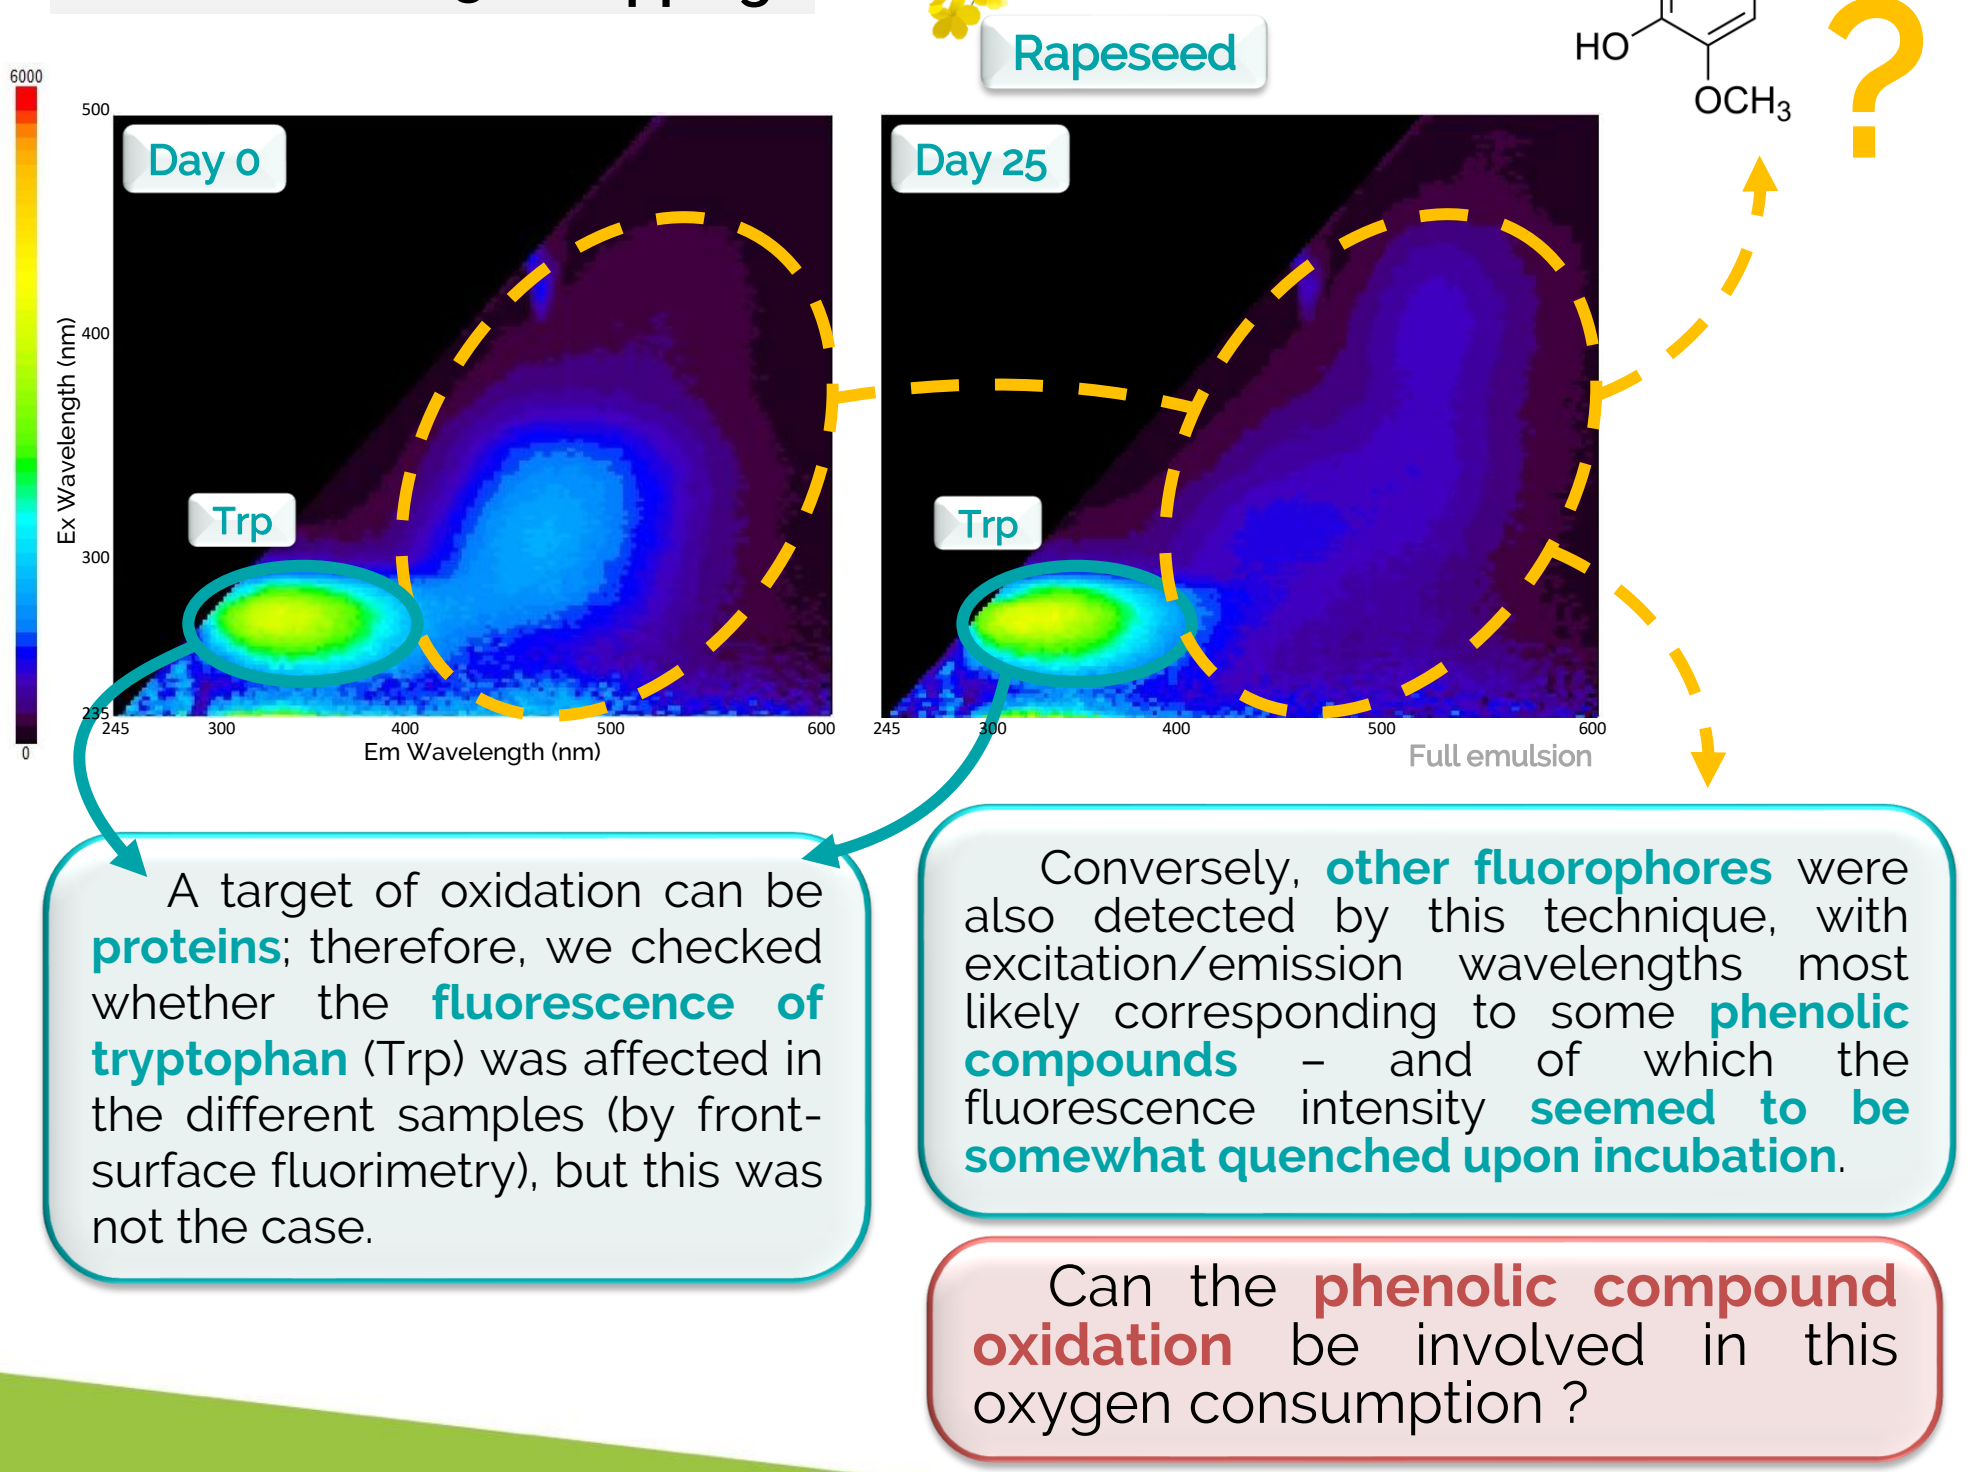 Rapeseed
HO
OCH3
?
6000
0
500
400
300
235
Ex Wavelength (nm)
Day 0
Trp
245 300 400 500 600
Em Wavelength (nm)
Day 25
Trp
245 300 400 500 600
Full emulsion
A target of oxidation can be
proteins; therefore, we checked
whether the fluorescence of
tryptophan (Trp) was affected in
the different samples (by front-
surface fluorimetry), but this was
not the case.
Conversely, other fluorophores were
also detected by this technique, with
excitation/emission wavelengths most
likely corresponding to some phenolic
compounds – and of which the
fluorescence intensity seemed to be
somewhat quenched upon incubation.
Can the phenolic compound
oxidation be involved in this
oxygen consumption ?